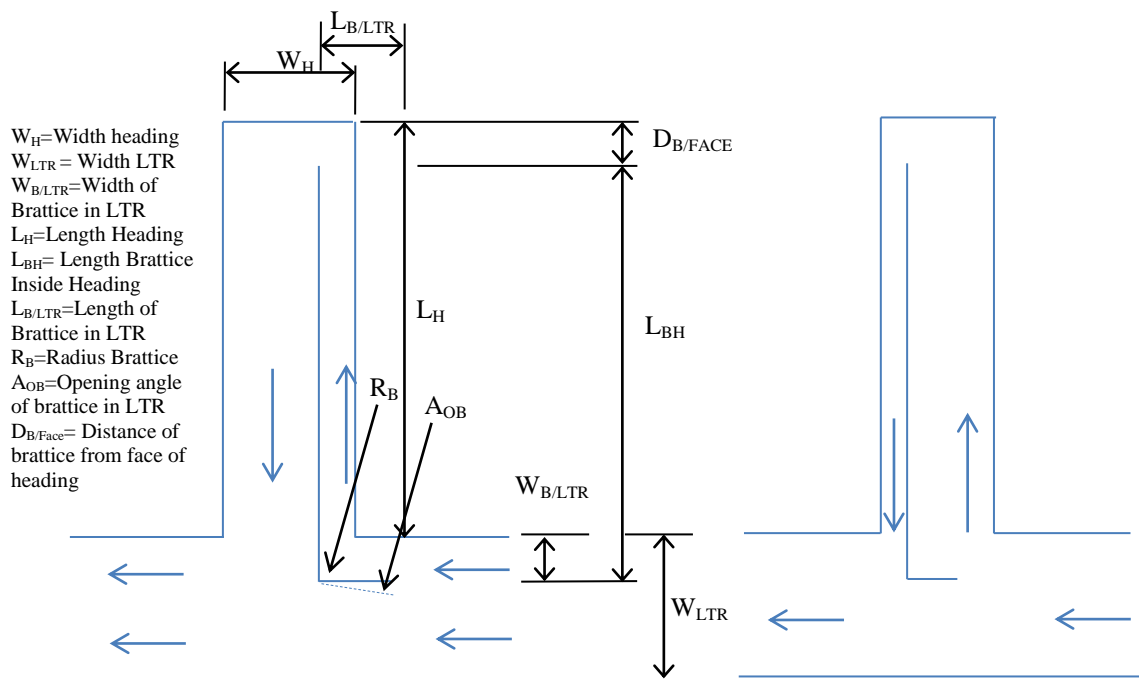 L_B/LTR
W_H
W_H=Width heading
W_LTR = Width LTR
W_B/LTR=Width of
Brattice in LTR
L_H=Length Heading
L_BH= Length Brattice
Inside Heading
L_B/LTR=Length of
Brattice in LTR
R_B=Radius Brattice
A_OB=Opening angle
of brattice in LTR
D_B/Face= Distance of
brattice from face of
heading
D_B/FACE
L_H
L_BH
R_B
A_OB
W_B/LTR
W_LTR